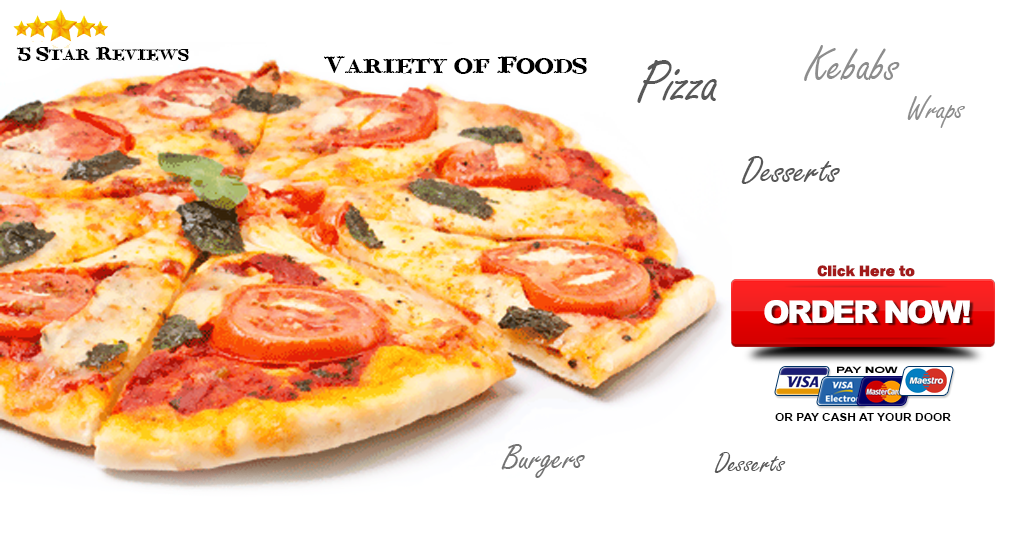 5 Star Reviews
Variety of Foods
Pizza
Kebabs
Wraps
Desserts
Click Here to
ORDER NOW!
PAY NOW
VISA
VISA
Electro
MasterCard
Maestro
OR PAY CASH AT YOUR DOOR
Burgers
Desserts